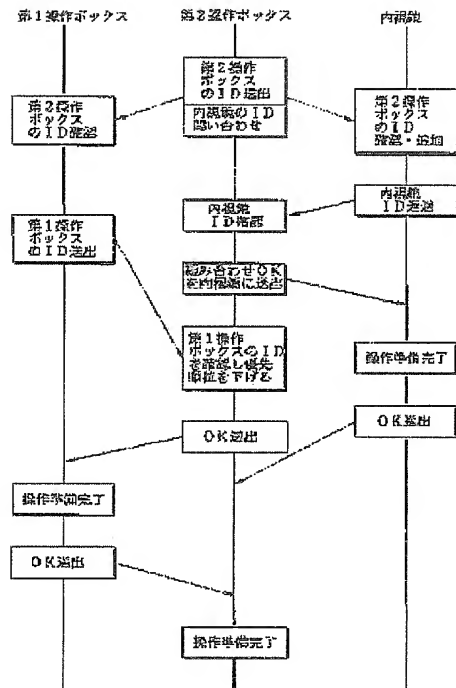 第1操作ボックス
第2操作ボックス
内視鏡
第2操作
ボックス
のID送出
内視鏡のID
問い合わせ
第2操作
ボックス
のID確認
第2操作
ボックス
のID
確認・追加
内視鏡
ID返送
内視鏡
ID確認
第1操作
ボックス
のID送出
組み合わせOK
を内視鏡に送出
第1操作
ボックスのID
を確認し優先
順位を下げる
操作準備完了
OK送出
OK送出
操作準備完了
OK送出
操作準備完了